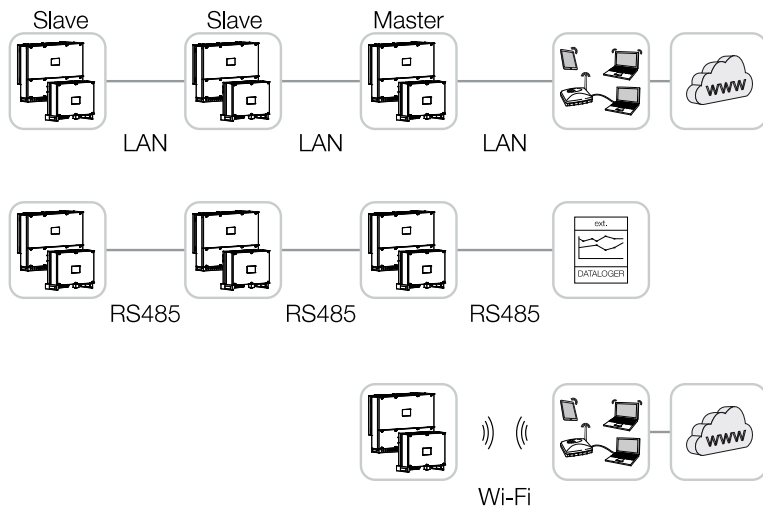 Slave Slave Master
WWW
LAN LAN LAN
ext.
DATALOGER
RS485 RS485 RS485
WWW
Wi-Fi